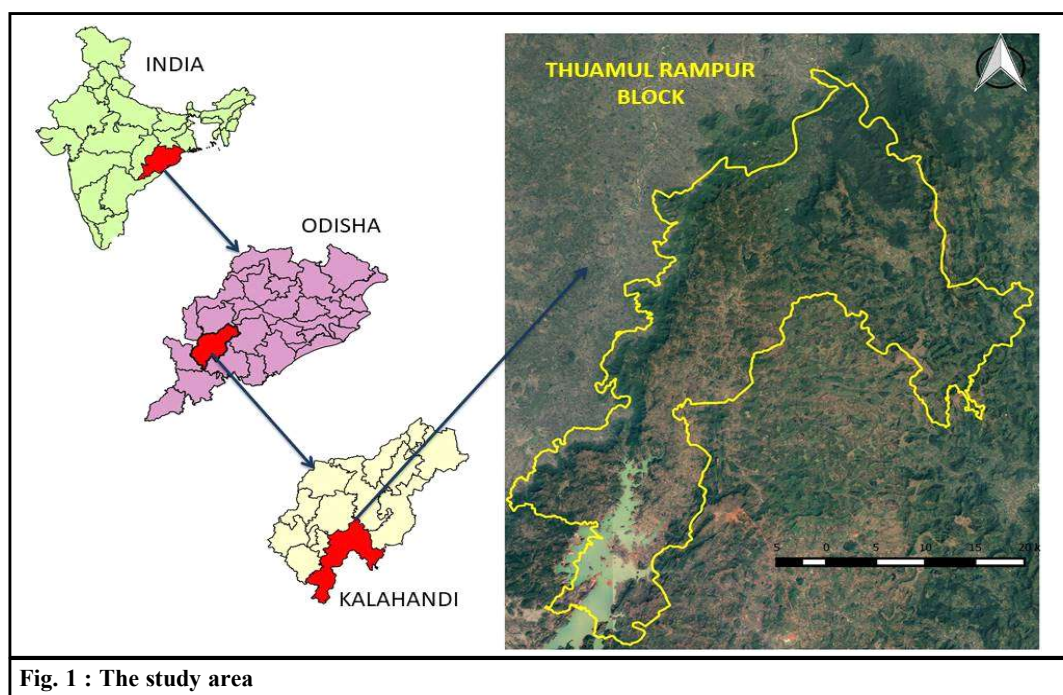 INDIA
ODISHA
KALAHANDI
THUAMUL RAMPUR
BLOCK
5 0 5 10 15 20 k
Fig. 1 : The study area